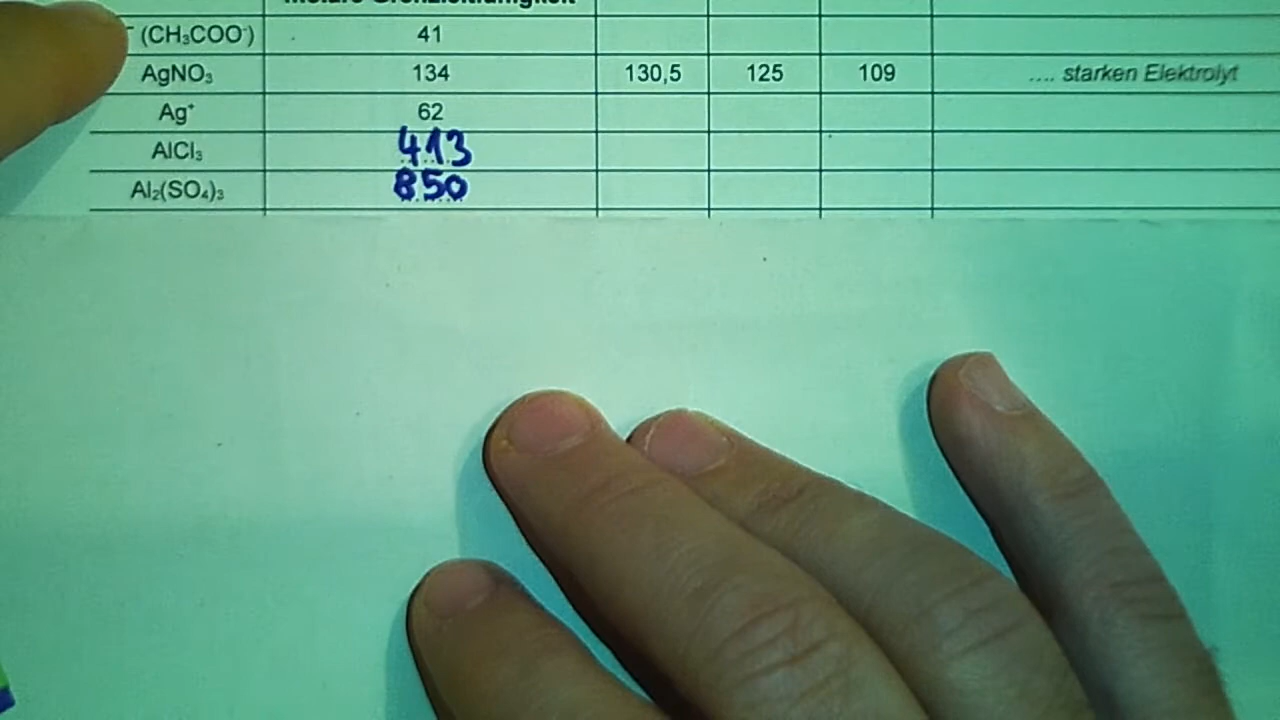 (CH₃COO⁻) 41
AgNO₃ 134 130,5 125 109 .... starken Elektrolyt
Ag⁺ 62
AlCl₃ 413
Al₂(SO₄)₃ 850